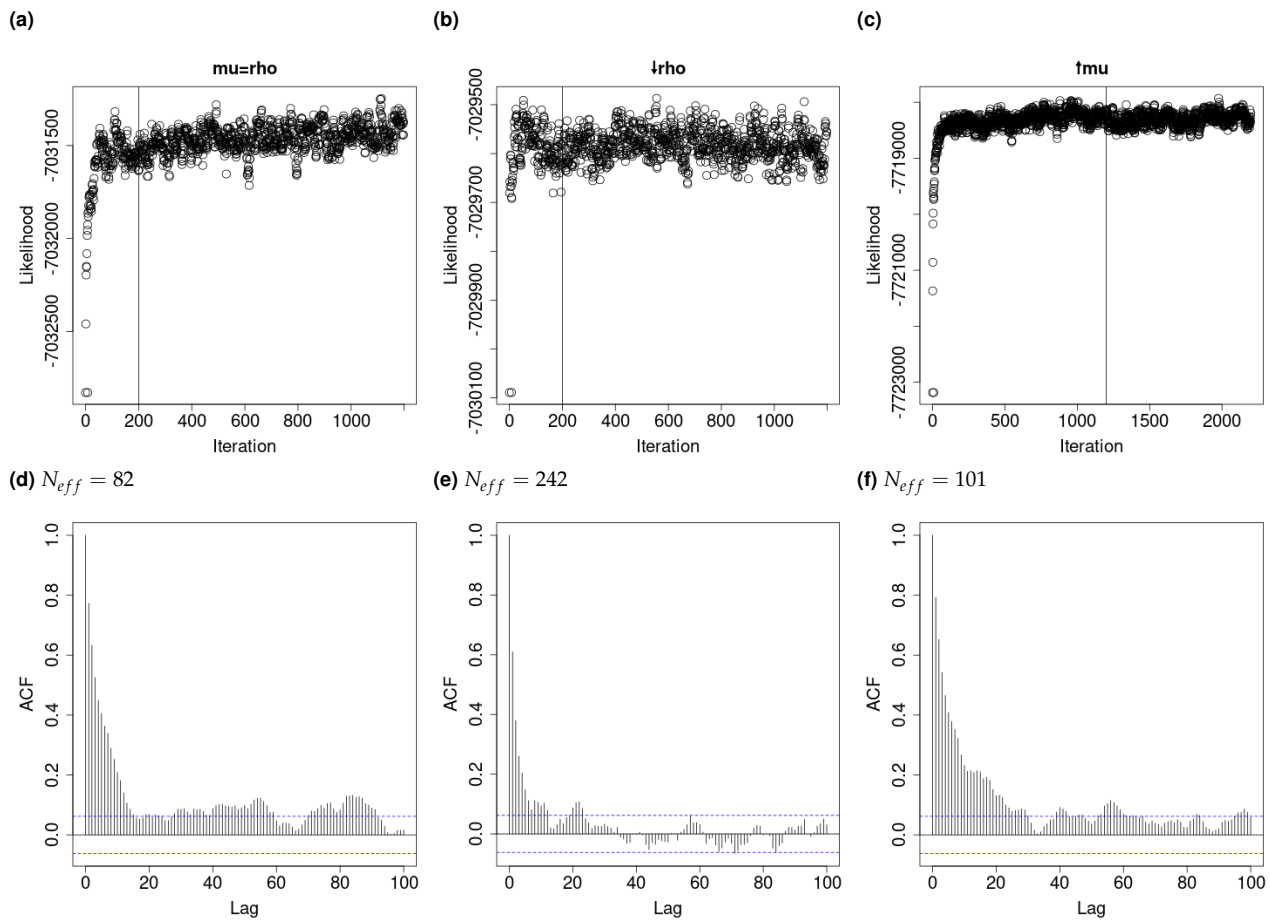 (a)
(b)
(c)
mu=rho
↓rho
↑mu
Likelihood
-7031500
-7032000
-7032500
0 200 400 600 800 1000
Iteration
Likelihood
-7029500
-7029700
-7029900
-7030100
0 200 400 600 800 1000
Iteration
Likelihood
-7719000
-7721000
-7723000
0 500 1000 1500 2000
Iteration
(d) N_eff = 82
(e) N_eff = 242
(f) N_eff = 101
ACF
1.0
0.8
0.6
0.4
0.2
0.0
0 20 40 60 80 100
Lag
ACF
1.0
0.8
0.6
0.4
0.2
0.0
0 20 40 60 80 100
Lag
ACF
1.0
0.8
0.6
0.4
0.2
0.0
0 20 40 60 80 100
Lag